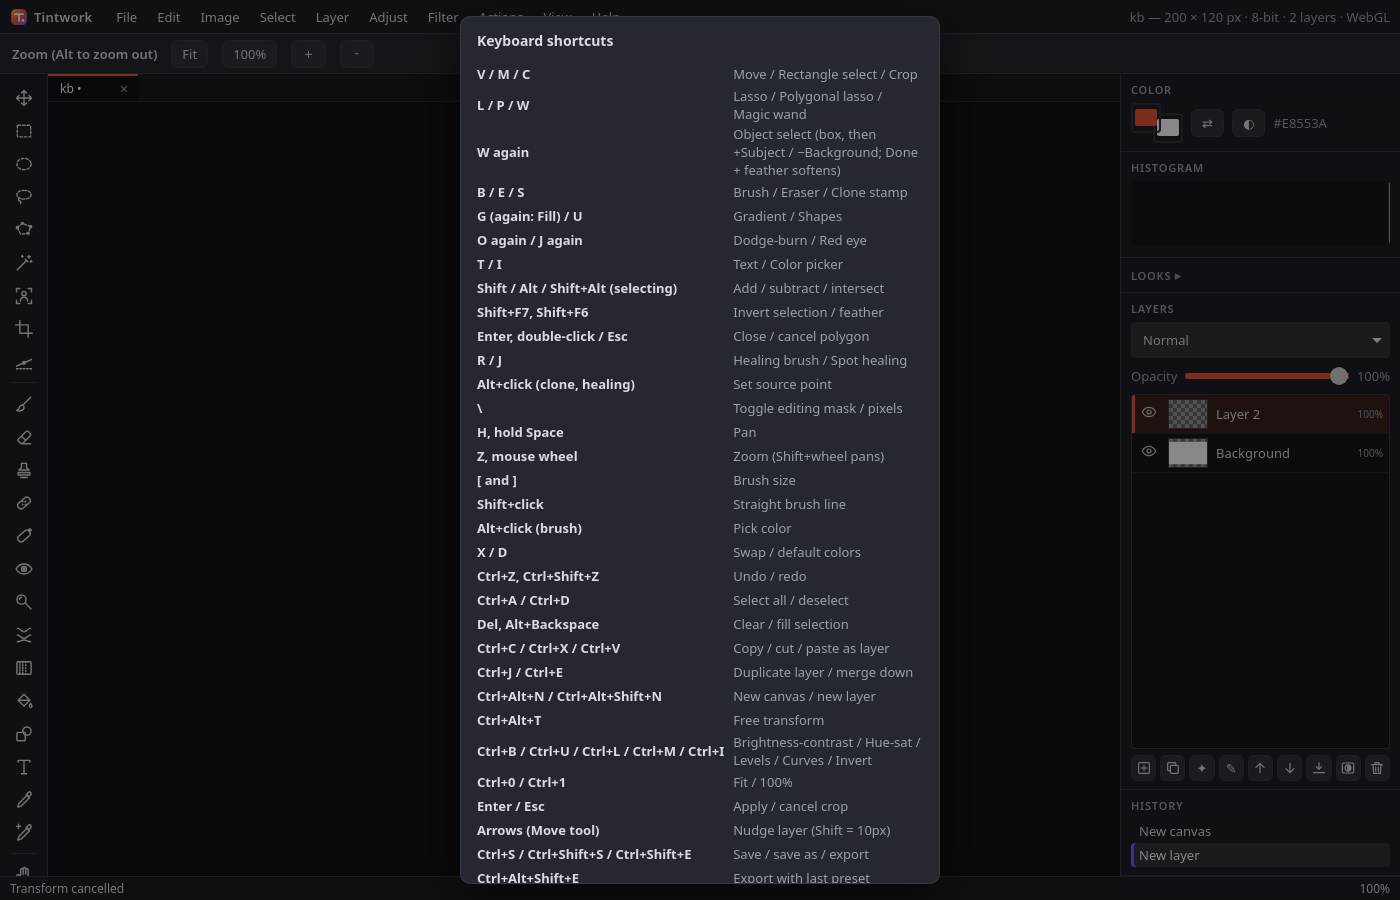 Tintwork File Edit Image Select Layer Adjust Filter kb — 200 × 120 px · 8-bit · 2 layers · WebGL
Zoom (Alt to zoom out) Fit 100% + -
kb • ×
Keyboard shortcuts
V / M / C Move / Rectangle select / Crop
L / P / W Lasso / Polygonal lasso /
Magic wand
W again Object select (box, then
+Subject / −Background; Done
+ feather softens)
B / E / S Brush / Eraser / Clone stamp
G (again: Fill) / U Gradient / Shapes
O again / J again Dodge-burn / Red eye
T / I Text / Color picker
Shift / Alt / Shift+Alt (selecting) Add / subtract / intersect
Shift+F7, Shift+F6 Invert selection / feather
Enter, double-click / Esc Close / cancel polygon
R / J Healing brush / Spot healing
Alt+click (clone, healing) Set source point
\ Toggle editing mask / pixels
H, hold Space Pan
Z, mouse wheel Zoom (Shift+wheel pans)
[ and ] Brush size
Shift+click Straight brush line
Alt+click (brush) Pick color
X / D Swap / default colors
Ctrl+Z, Ctrl+Shift+Z Undo / redo
Ctrl+A / Ctrl+D Select all / deselect
Del, Alt+Backspace Clear / fill selection
Ctrl+C / Ctrl+X / Ctrl+V Copy / cut / paste as layer
Ctrl+J / Ctrl+E Duplicate layer / merge down
Ctrl+Alt+N / Ctrl+Alt+Shift+N New canvas / new layer
Ctrl+Alt+T Free transform
Ctrl+B / Ctrl+U / Ctrl+L / Ctrl+M / Ctrl+I Brightness-contrast / Hue-sat /
Levels / Curves / Invert
Ctrl+0 / Ctrl+1 Fit / 100%
Enter / Esc Apply / cancel crop
Arrows (Move tool) Nudge layer (Shift = 10px)
Ctrl+S / Ctrl+Shift+S / Ctrl+Shift+E Save / save as / export
Ctrl+Alt+Shift+E Export with last preset
COLOR
#E8553A
HISTOGRAM
LOOKS ▸
LAYERS
Normal
Opacity 100%
Layer 2 100%
Background 100%
HISTORY
New canvas
New layer
Transform cancelled 100%